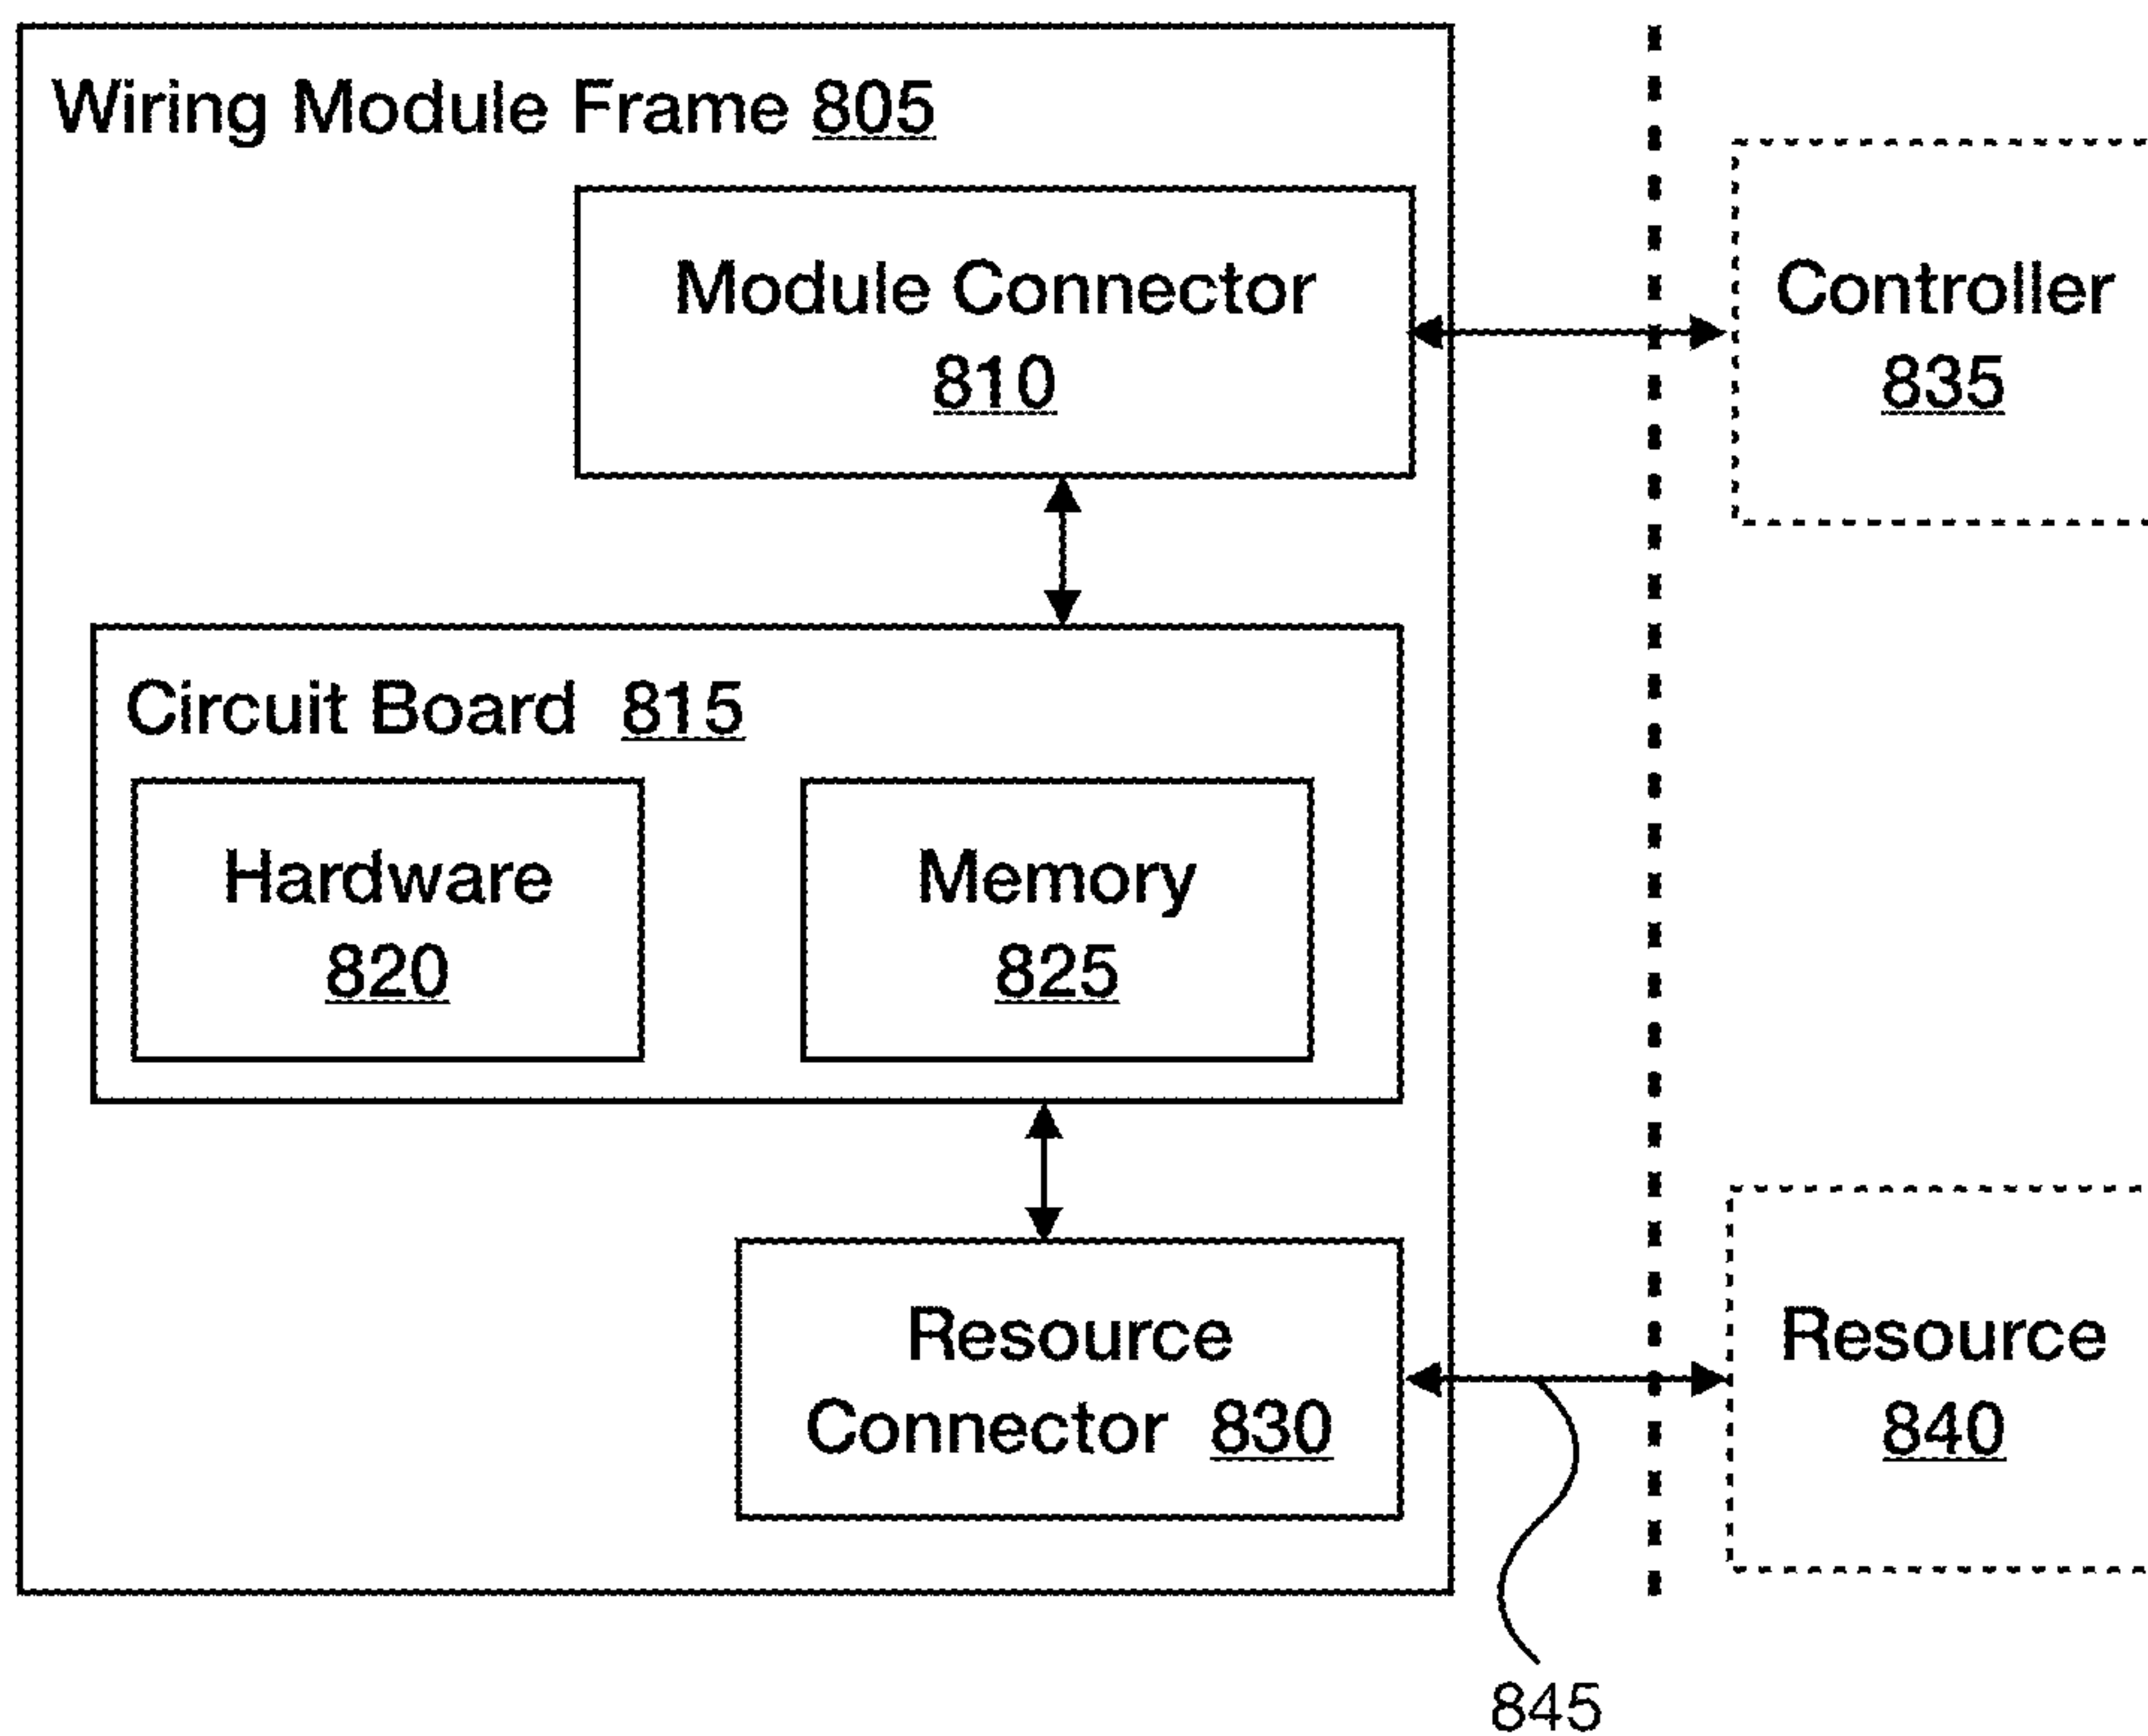 Wiring Module Frame 805
Module Connector
810
Controller
835
Circuit Board 815
Hardware
820
Memory
825
Resource
Connector 830
Resource
840
845